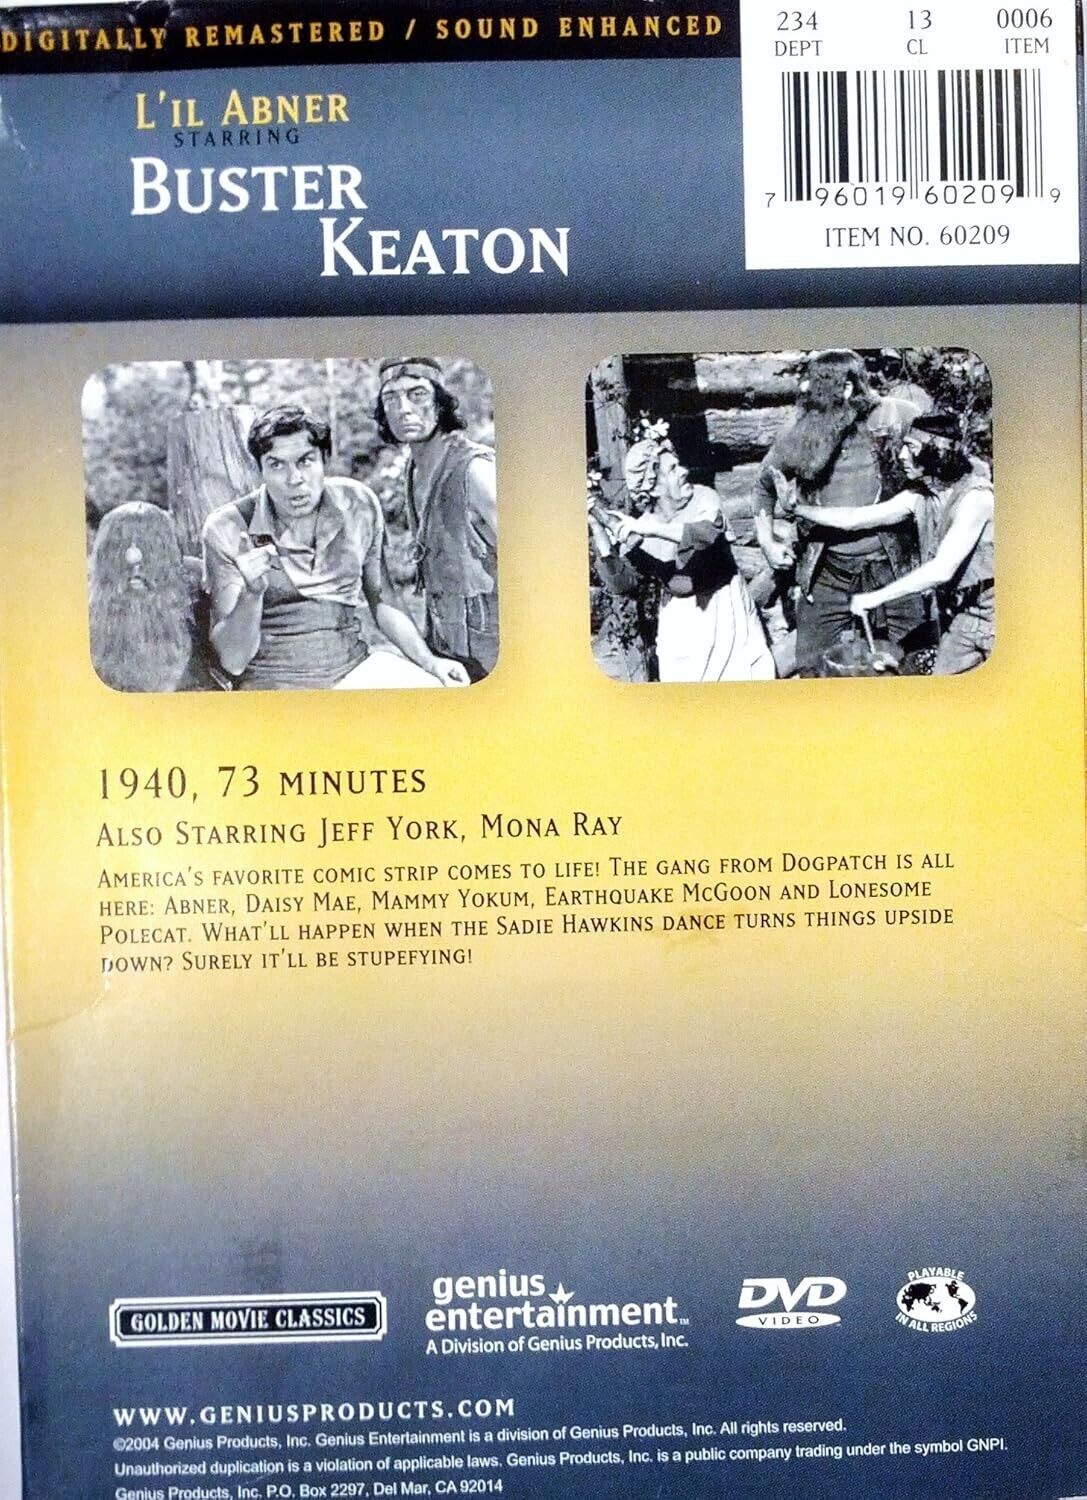 DIGITALLY REMASTERED / SOUND ENHANCED
234 13 0006
DEPT CL ITEM
7 96019 60209 9
ITEM NO. 60209
L'IL ABNER
STARRING
BUSTER
KEATON
1940, 73 MINUTES
ALSO STARRING JEFF YORK, MONA RAY
AMERICA'S FAVORITE COMIC STRIP COMES TO LIFE! THE GANG FROM DOGPATCH IS ALL
HERE: ABNER, DAISY MAE, MAMMY YOKUM, EARTHQUAKE MCGOON AND LONESOME
POLECAT. WHAT'LL HAPPEN WHEN THE SADIE HAWKINS DANCE TURNS THINGS UPSIDE
DOWN? SURELY IT'LL BE STUPEFYING!
GOLDEN MOVIE CLASSICS
genius
entertainment™
A Division of Genius Products, Inc.
DVD
VIDEO
PLAYABLE
IN ALL REGIONS
WWW.GENIUSPRODUCTS.COM
©2004 Genius Products, Inc. Genius Entertainment is a division of Genius Products, Inc. All rights reserved.
Unauthorized duplication is a violation of applicable laws. Genius Products, Inc. is a public company trading under the symbol GNPI.
Genius Products, Inc. P.O. Box 2297, Del Mar, CA 92014